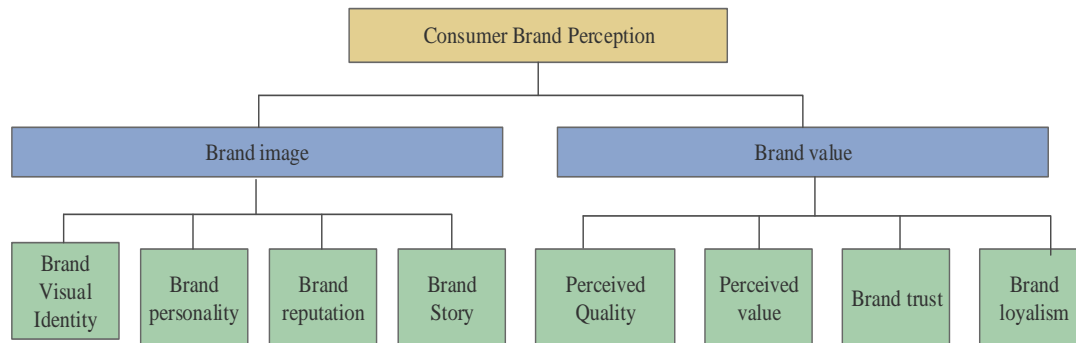 Consumer Brand Perception
Brand image
Brand value
Brand
Visual
Identity
Brand
personality
Brand
reputation
Brand
Story
Perceived
Quality
Perceived
value
Brand trust
Brand
loyalism